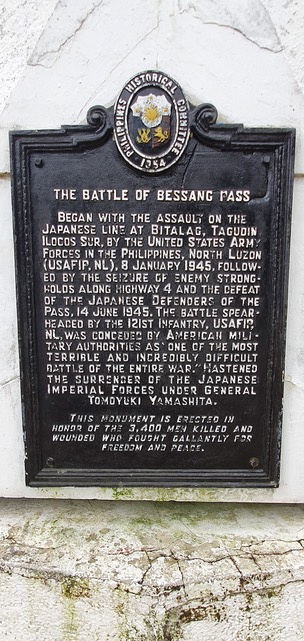 PHILIPPINES HISTORICAL COMMITTEE
1954
THE BATTLE OF BESSANG PASS
BEGAN WITH THE ASSAULT ON THE
JAPANESE LINE AT BITALAG, TAGUDIN
ILOCOS SUR, BY THE UNITED STATES ARMY
FORCES IN THE PHILIPPINES, NORTH LUZON
(USAFIP, NL), 8 JANUARY 1945, FOLLOW-
ED BY THE SEIZURE OF ENEMY STRONG-
HOLDS ALONG HIGHWAY 4 AND THE DEFEAT
OF THE JAPANESE DEFENDERS OF THE
PASS, 14 JUNE 1945. THE BATTLE SPEAR-
HEADED BY THE 121ST INFANTRY, USAFIP,
NL, WAS CONCEDED BY AMERICAN MILI-
TARY AUTHORITIES AS "ONE OF THE MOST
TERRIBLE AND INCREDIBLY DIFFICULT
BATTLE OF THE ENTIRE WAR." HASTENED
THE SURRENDER OF THE JAPANESE
IMPERIAL FORCES UNDER GENERAL
TOMOYUKI YAMASHITA.
THIS MONUMENT IS ERECTED IN
HONOR OF THE 3,400 MEN KILLED AND
WOUNDED WHO FOUGHT GALLANTLY FOR
FREEDOM AND PEACE.